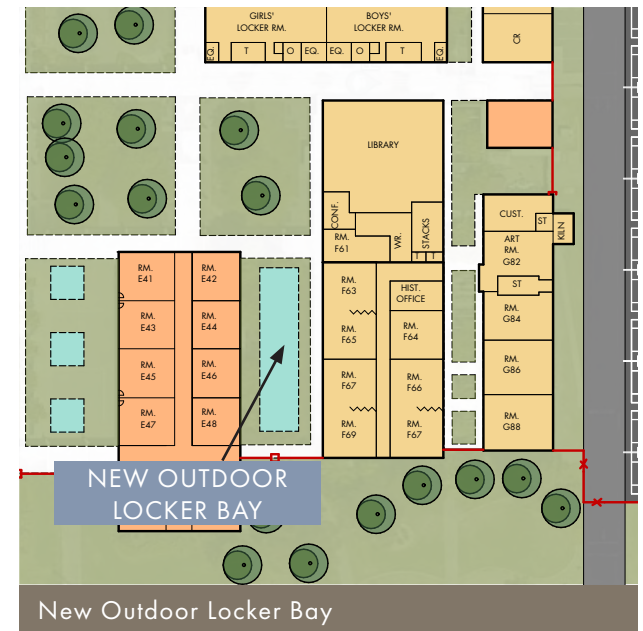 GIRLS'
LOCKER RM.
BOYS'
LOCKER RM.
EQ.
T
O
EQ.
EQ.
O
T
EQ.
CK
LIBRARY
CONF.
RM.
F61
WR.
STACKS
T
T
CUST.
ST
KILN
ART
RM.
G82
ST
RM.
E41
RM.
E42
RM.
F63
HIST.
OFFICE
RM.
E43
RM.
E44
RM.
F65
RM.
F64
RM.
G84
RM.
E45
RM.
E46
RM.
F67
RM.
F66
RM.
G86
RM.
E47
RM.
E48
RM.
F69
RM.
F67
RM.
G88
NEW OUTDOOR
LOCKER BAY
New Outdoor Locker Bay